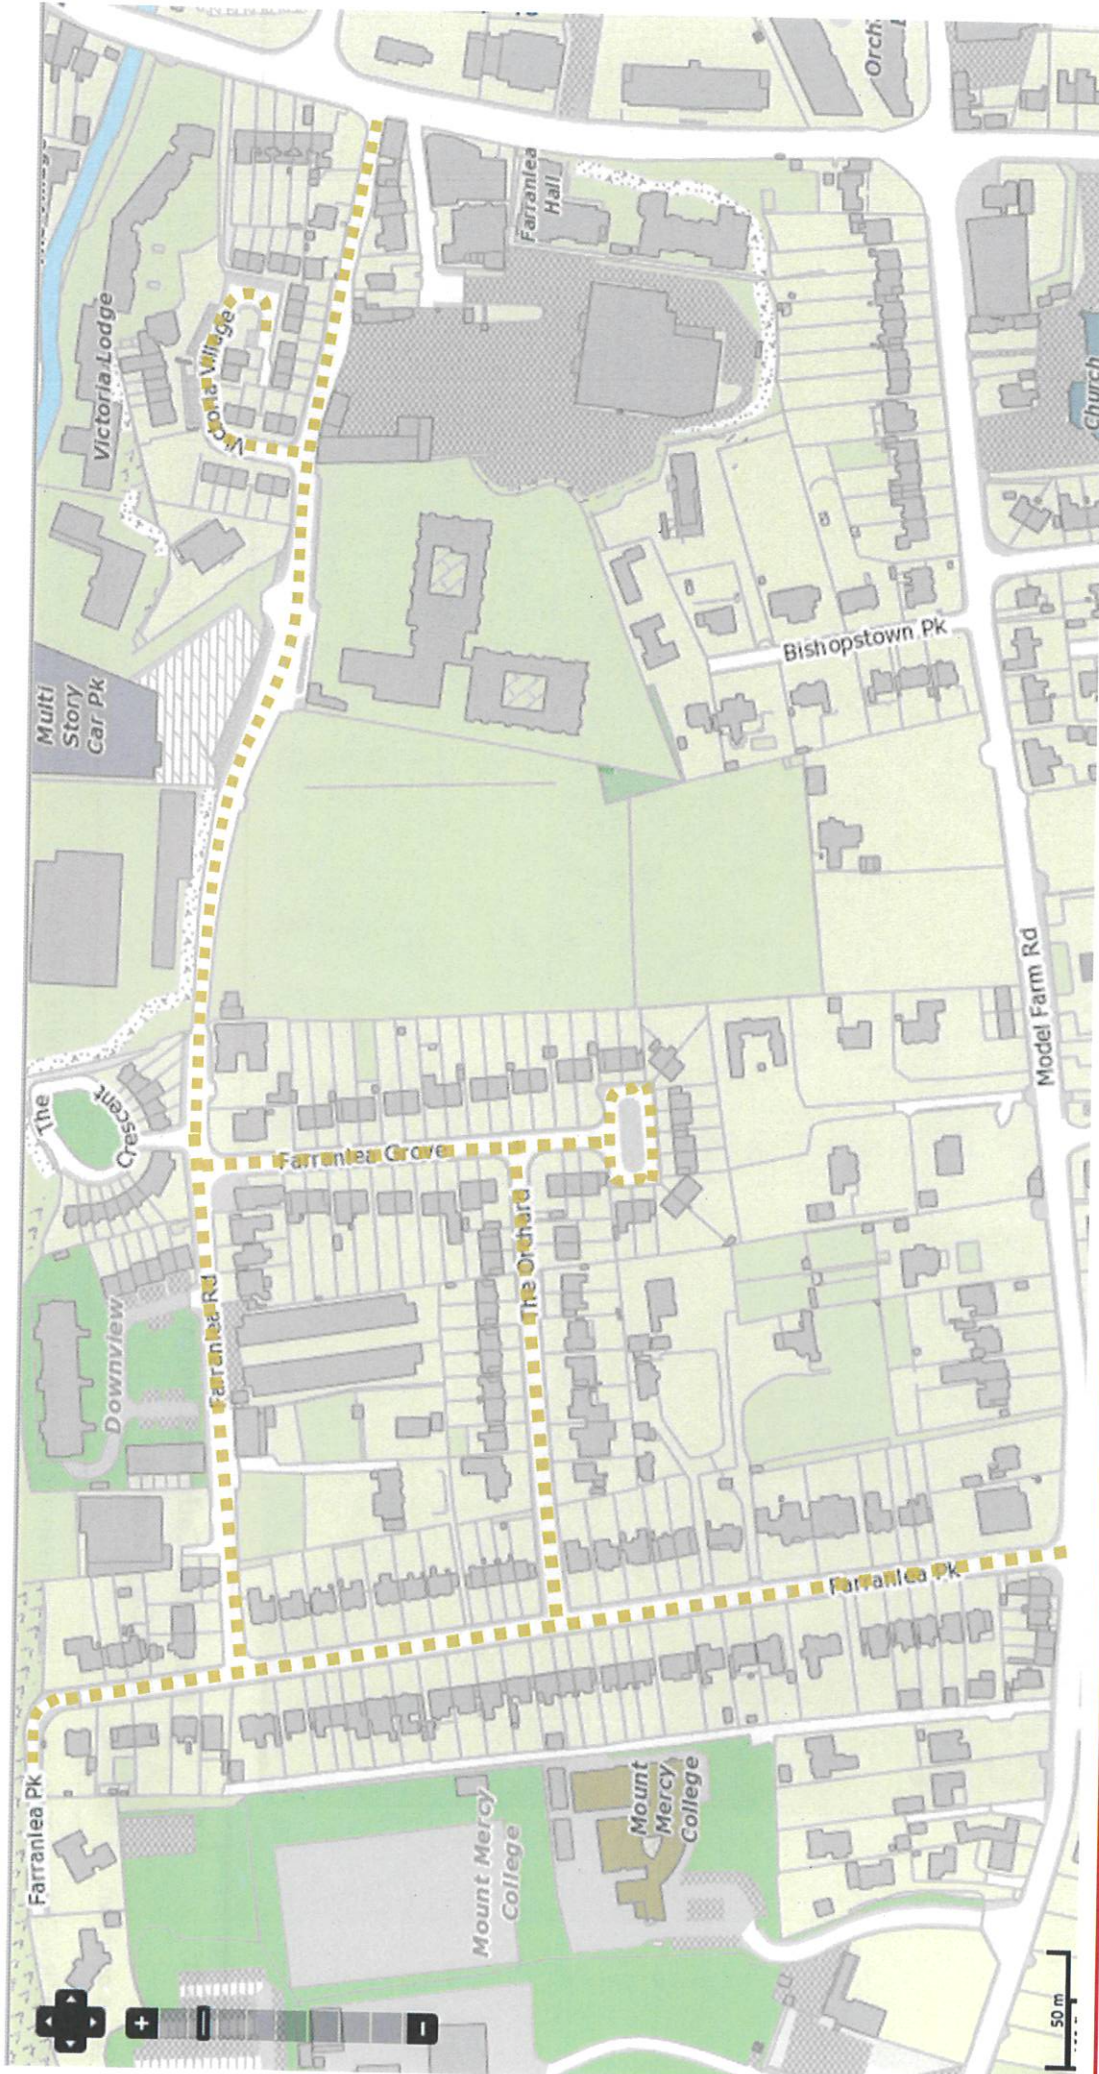 Orch
Farranlea
Hall
Victoria Lodge
Victoria Village
Church
Multi
Story
Car Pk
Bishopstown Pk
Model Farm Rd
The
Crescent
Farranlea Grove
The Orchard
Farranlea Rd
Downview
Farranlea Pk
Farranlea Pk
Mount
Mercy
College
Mount Mercy
College
+
−
50 m